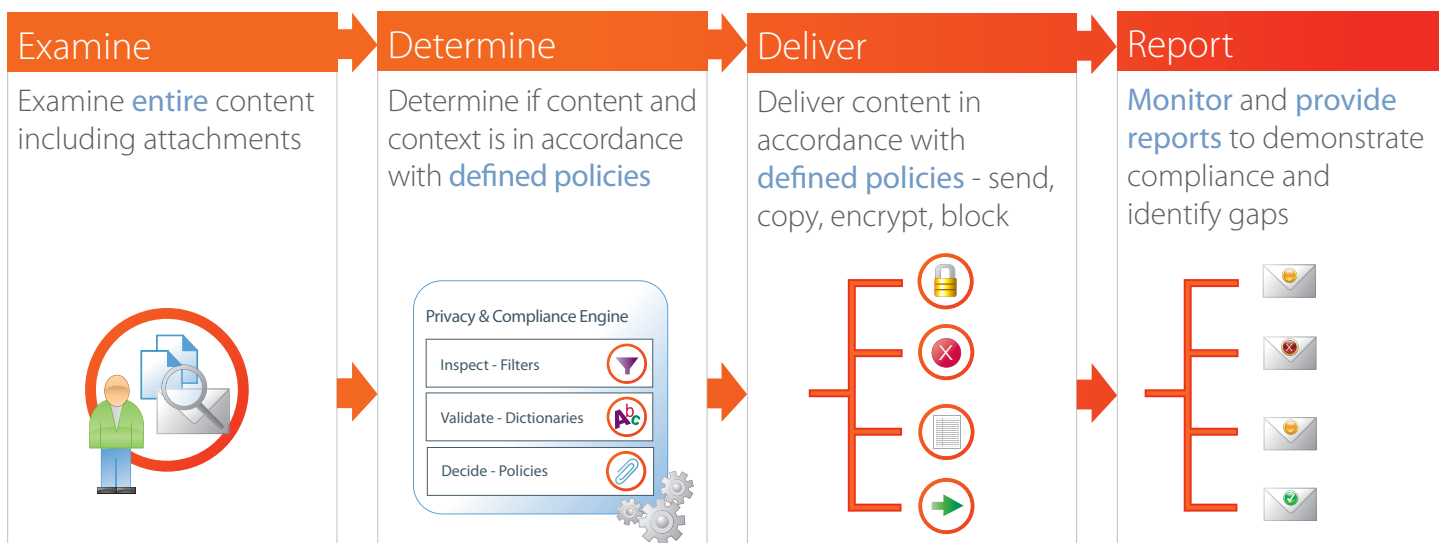 Examine
Examine entire content
including attachments
Determine
Determine if content and
context is in accordance
with defined policies
Privacy & Compliance Engine
Inspect - Filters
Validate - Dictionaries
Abc
Decide - Policies
Deliver
Deliver content in
accordance with
defined policies - send,
copy, encrypt, block
X
Report
Monitor and provide
reports to demonstrate
compliance and
identify gaps
X